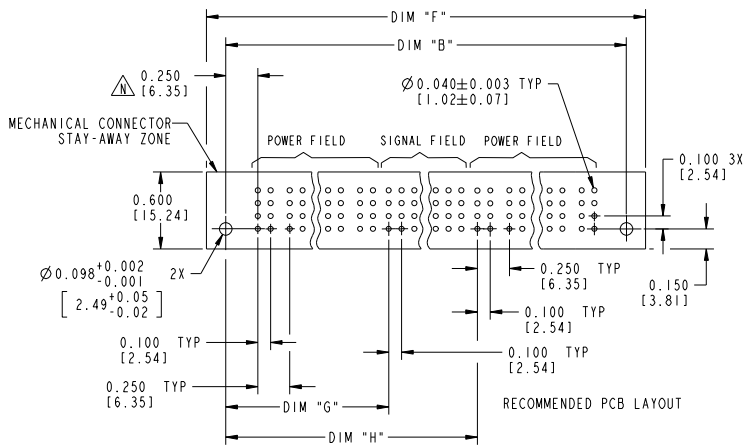 DIM "F"
DIM "B"
N
0.250
[6.35]
Ø0.040±0.003 TYP
[1.02±0.07]
MECHANICAL CONNECTOR
STAY-AWAY ZONE
POWER FIELD
SIGNAL FIELD
POWER FIELD
0.100 3X
[2.54]
0.600
[15.24]
Ø0.098 +0.002
-0.001
2X
[2.49 +0.05
-0.02]
0.250 TYP
[6.35]
0.150
[3.81]
0.100 TYP
[2.54]
0.100 TYP
[2.54]
0.100 TYP
[2.54]
0.250 TYP
[6.35]
DIM "G"
RECOMMENDED PCB LAYOUT
DIM "H"